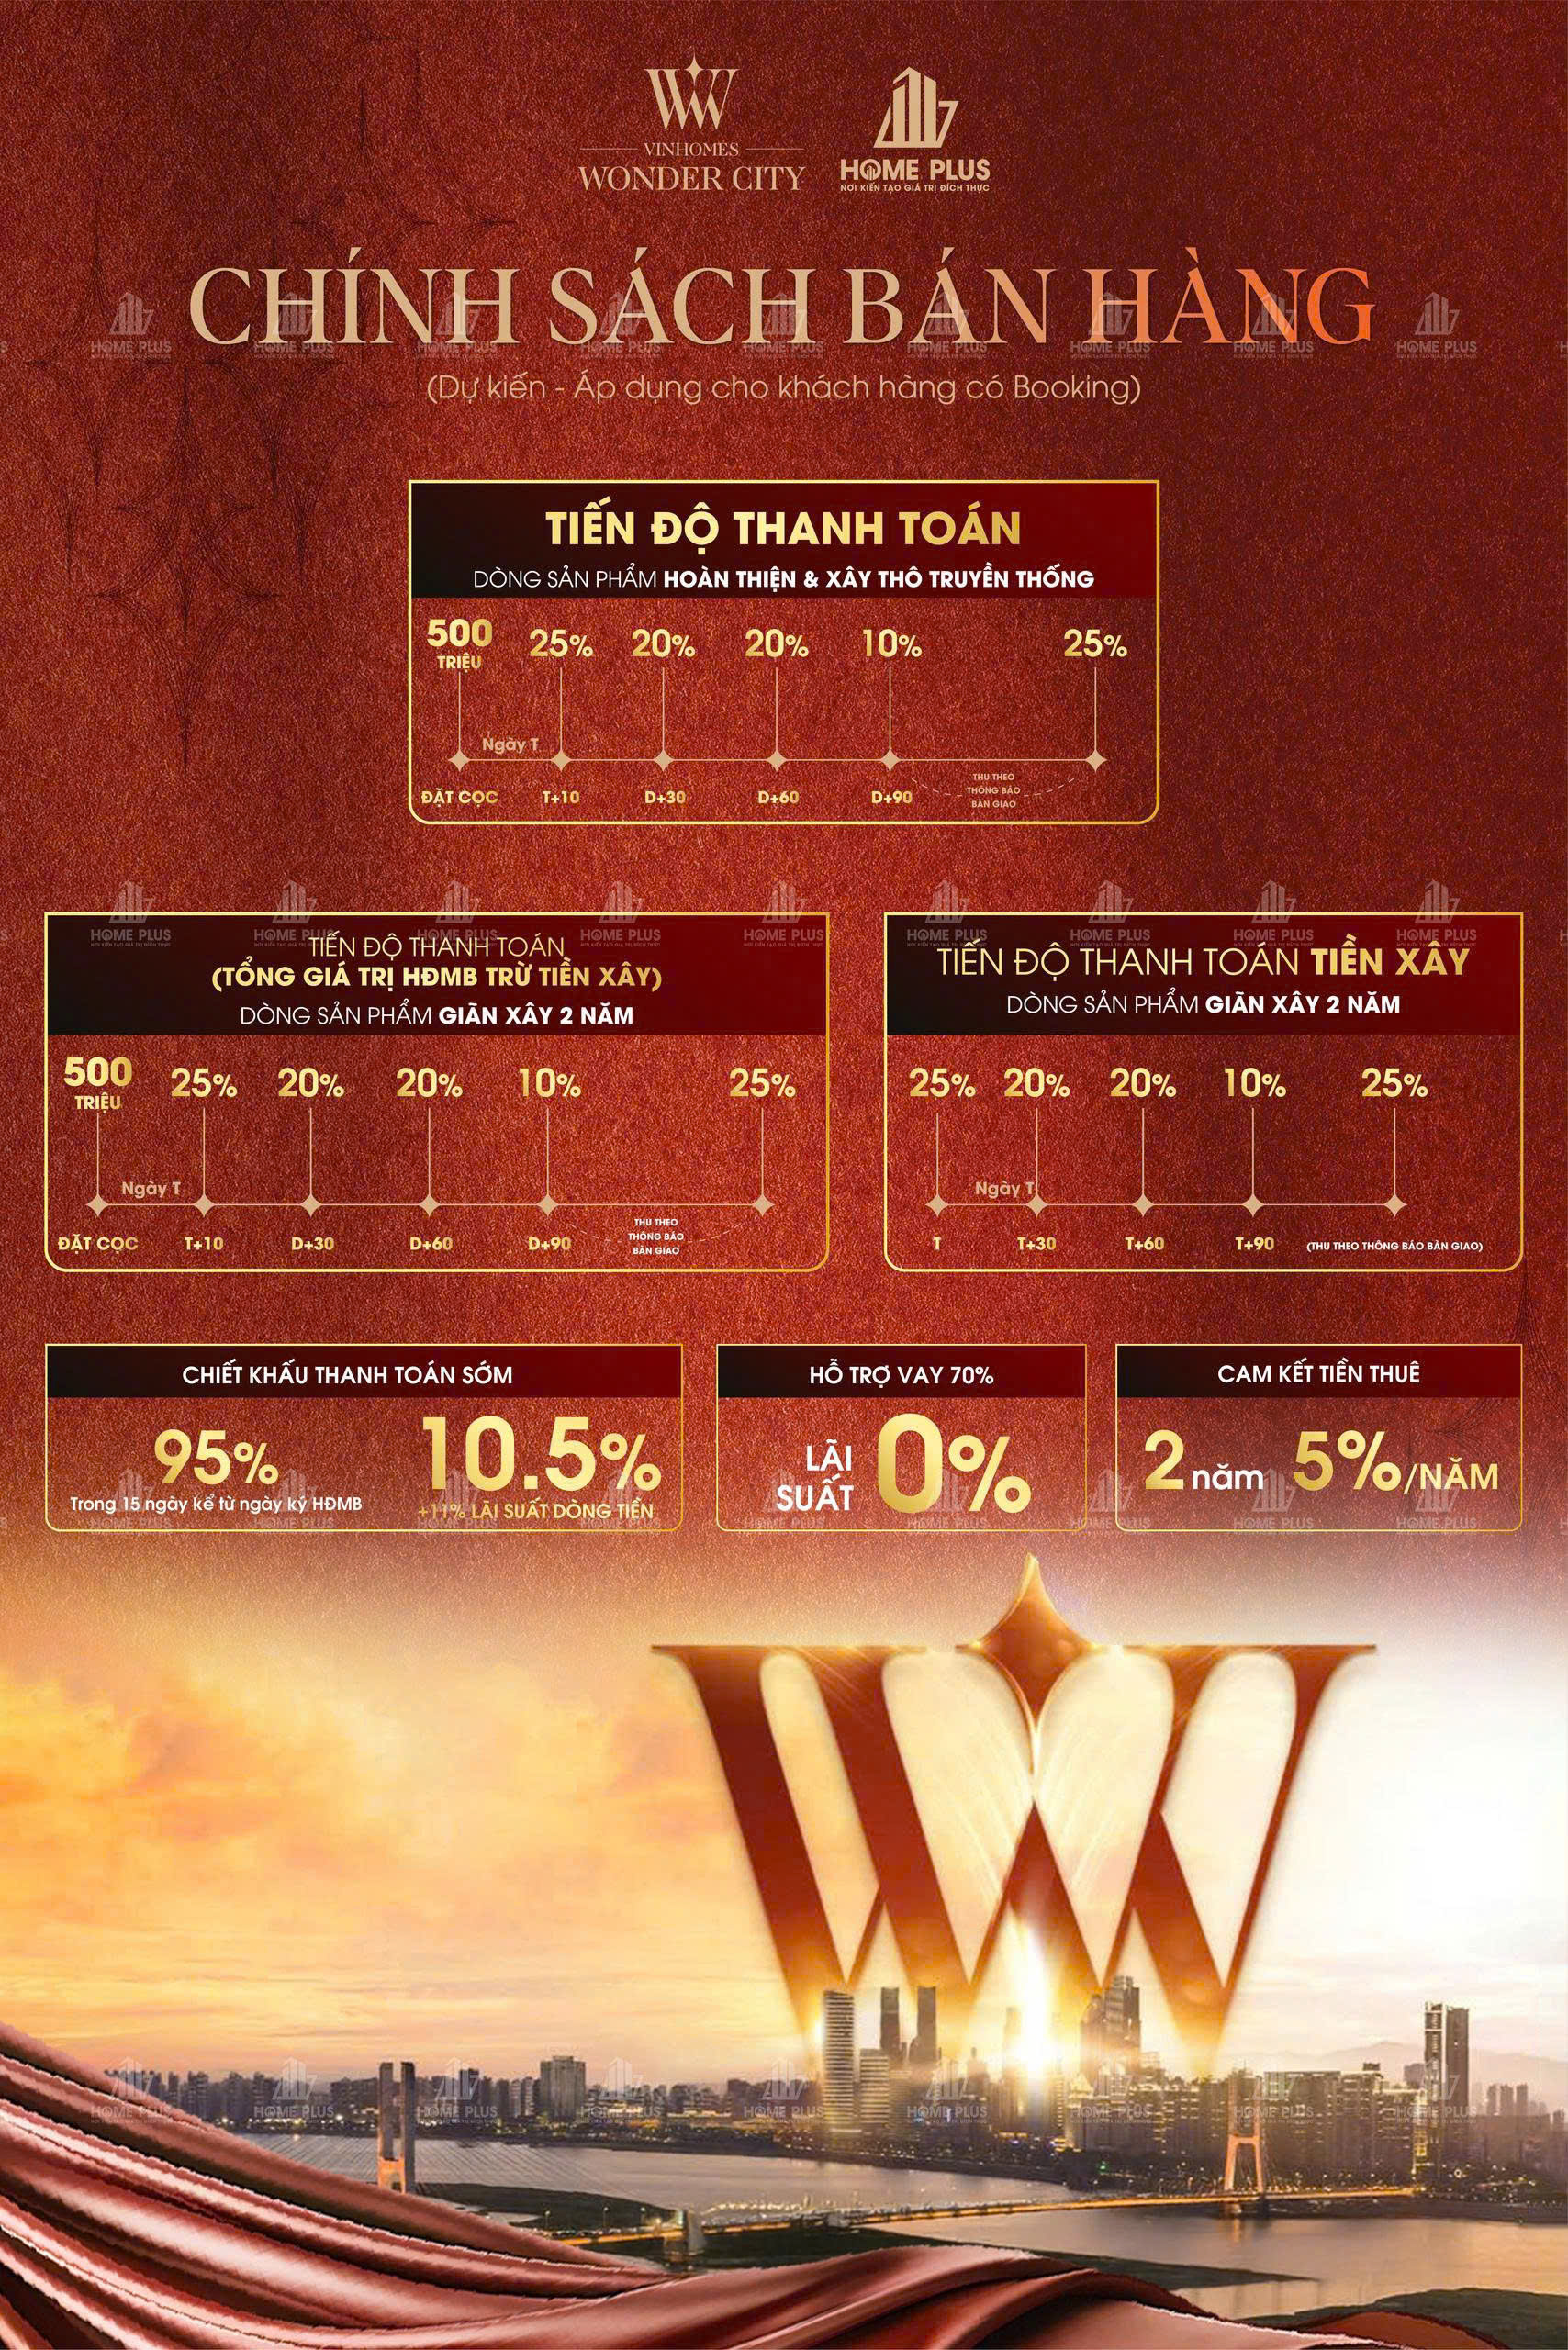 VINHOMES
WONDER CITY
HOME PLUS
NƠI KIẾN TẠO GIÁ TRỊ ĐÍCH THỰC
CHÍNH SÁCH BÁN HÀNG
(Dự kiến - Áp dụng cho khách hàng có Booking)
TIẾN ĐỘ THANH TOÁN
DÒNG SẢN PHẨM HOÀN THIỆN & XÂY THÔ TRUYỀN THỐNG
500 TRIỆU 25% 20% 20% 10% 25%
Ngày T
ĐẶT CỌC T+10 D+30 D+60 D+90
THU THEO
THÔNG BÁO
BÀN GIAO
TIẾN ĐỘ THANH TOÁN
(TỔNG GIÁ TRỊ HĐMB TRỪ TIỀN XÂY)
DÒNG SẢN PHẨM GIÃN XÂY 2 NĂM
500 TRIỆU 25% 20% 20% 10% 25%
Ngày T
ĐẶT CỌC T+10 D+30 D+60 D+90
THU THEO
THÔNG BÁO
BÀN GIAO
TIẾN ĐỘ THANH TOÁN TIỀN XÂY
DÒNG SẢN PHẨM GIÃN XÂY 2 NĂM
25% 20% 20% 10% 25%
Ngày T
T T+30 T+60 T+90 (THU THEO THÔNG BÁO BÀN GIAO)
CHIẾT KHẤU THANH TOÁN SỚM
95% 10.5%
Trong 15 ngày kể từ ngày ký HĐMB +11% LÃI SUẤT DÒNG TIỀN
HỖ TRỢ VAY 70%
LÃI SUẤT 0%
CAM KẾT TIỀN THUÊ
2 năm 5%/NĂM